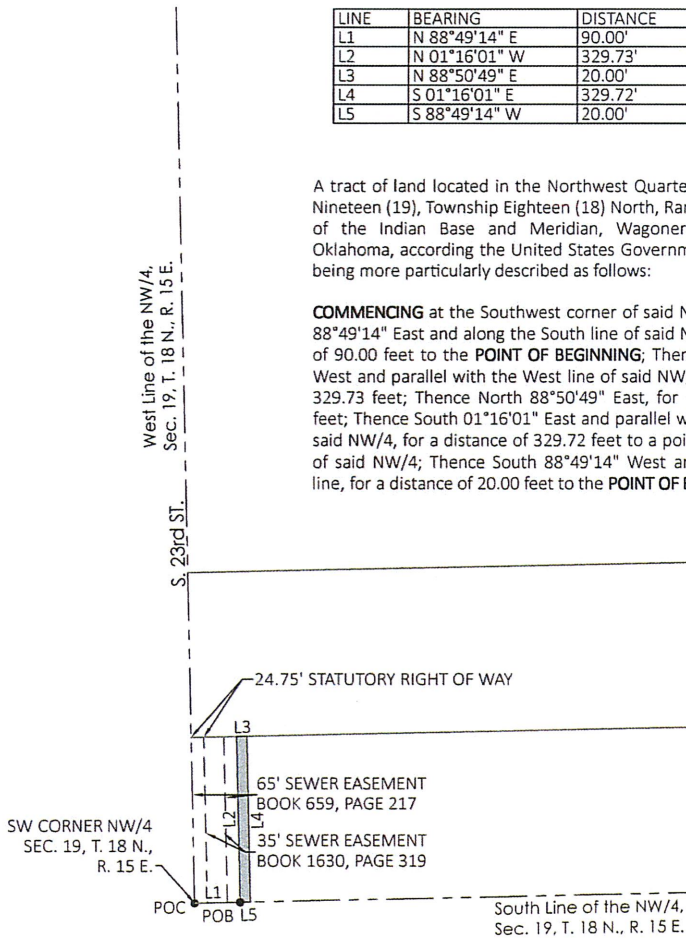 LINE BEARING DISTANCE
L1 N 88°49'14" E 90.00'
L2 N 01°16'01" W 329.73'
L3 N 88°50'49" E 20.00'
L4 S 01°16'01" E 329.72'
L5 S 88°49'14" W 20.00'
A tract of land located in the Northwest
Nineteen (19), Township Eighteen (18) North,
of the Indian Base and Meridian, Wagoner
Oklahoma, according the United States
being more particularly described as follows:
COMMENCING at the Southwest corner of said
88°49'14" East and along the South line of said
of 90.00 feet to the POINT OF BEGINNING;
West and parallel with the West line of said NW
329.73 feet; Thence North 88°50'49" East, for
feet; Thence South 01°16'01" East and parallel
said NW/4, for a distance of 329.72 feet to a
of said NW/4; Thence South 88°49'14" West
line, for a distance of 20.00 feet to the POINT OF
West Line of the NW/4,
Sec. 19, T. 18 N., R. 15 E.
S. 23rd ST.
24.75' STATUTORY RIGHT OF WAY
L3
65' SEWER EASEMENT
BOOK 659, PAGE 217
L2
L4
35' SEWER EASEMENT
BOOK 1630, PAGE 319
SW CORNER NW/4
SEC. 19, T. 18 N.,
R. 15 E.
L1
POC POB L5
South Line of the NW/4,
Sec. 19, T. 18 N., R. 15 E.